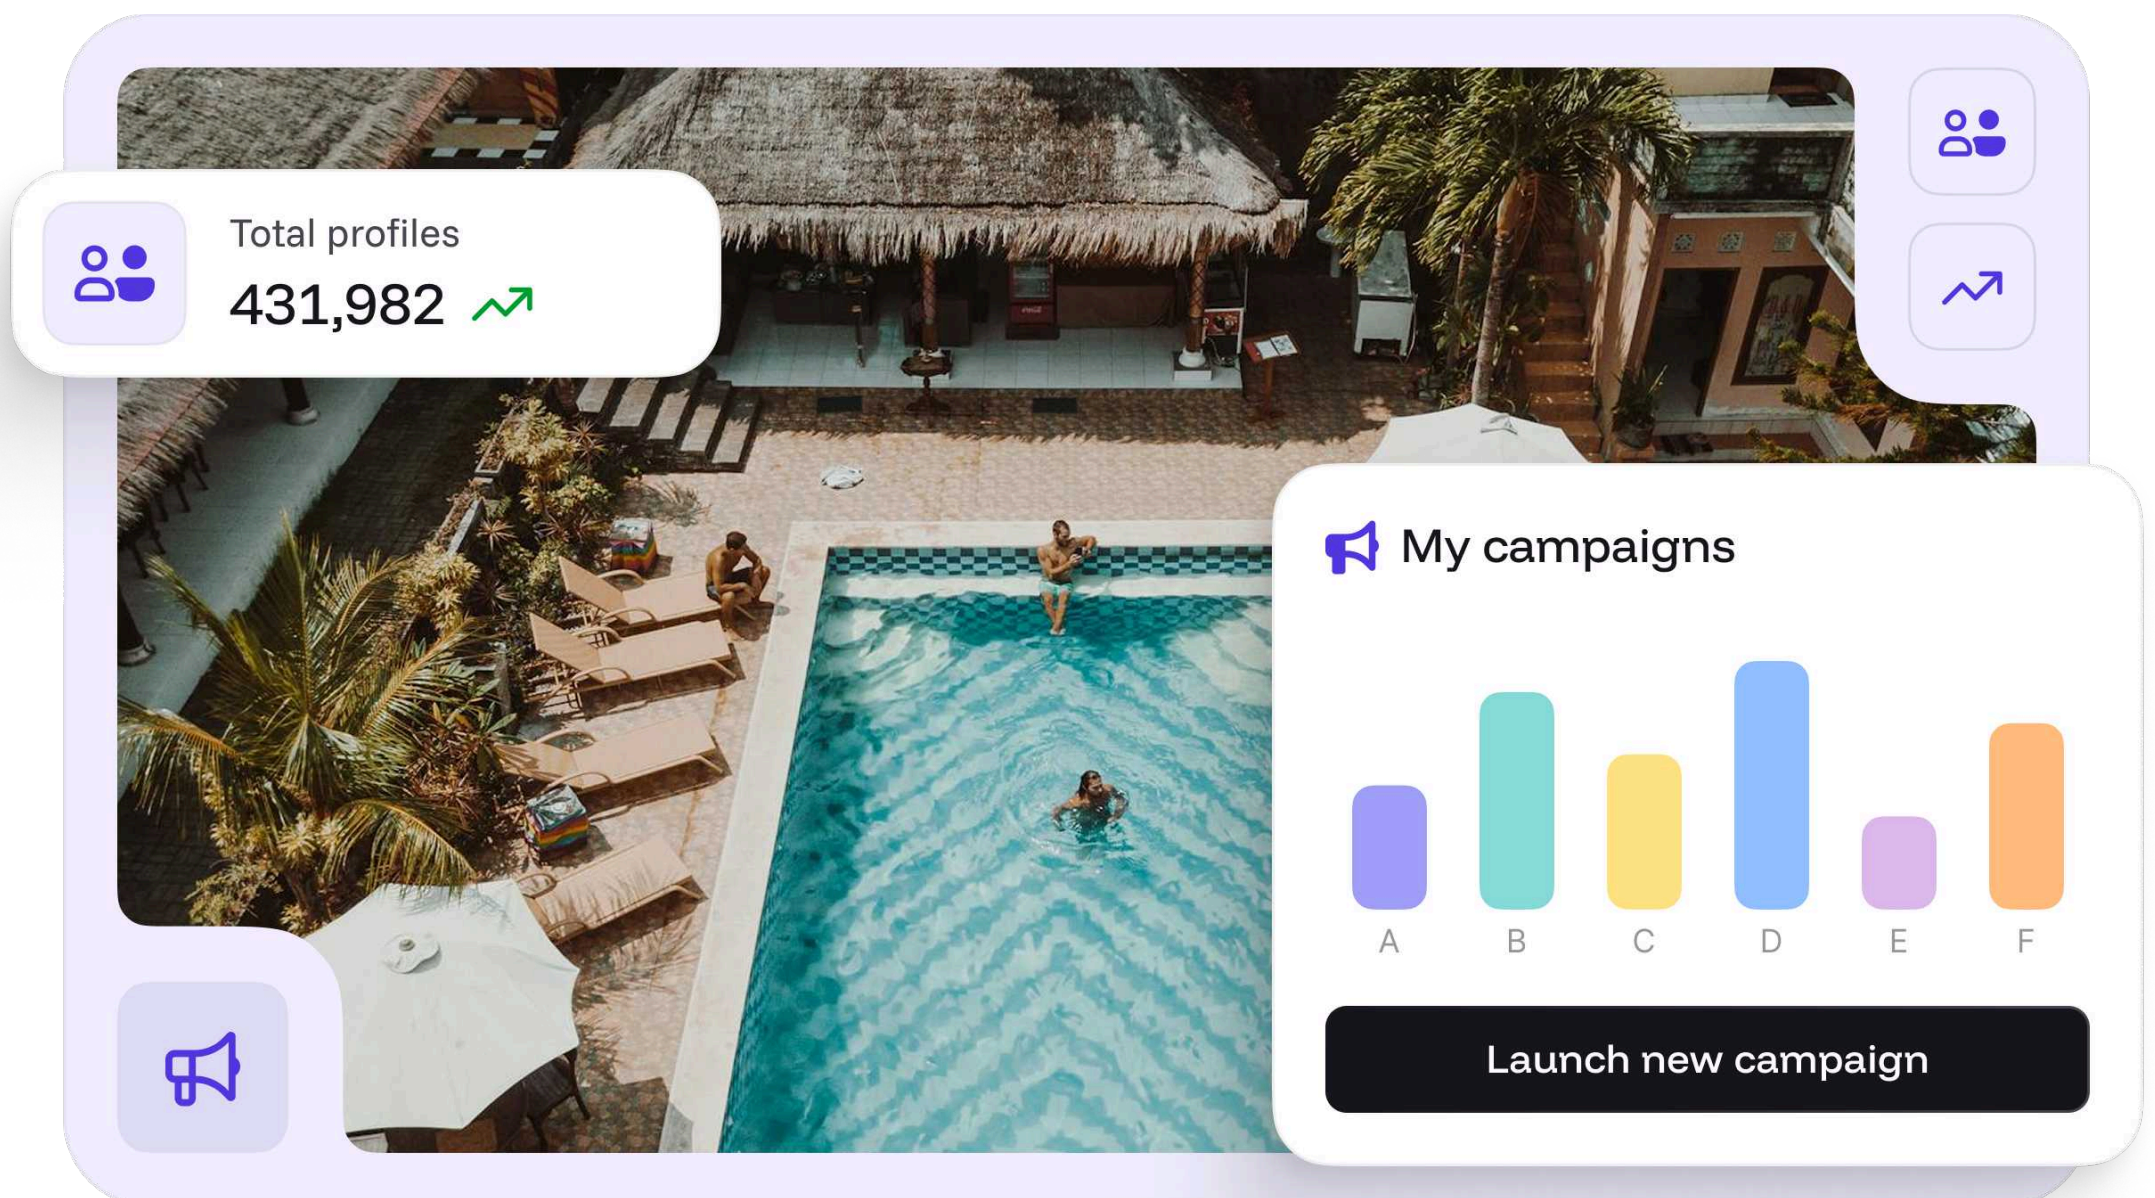 Total profiles
431,982
My campaigns
A B C D E F
Launch new campaign